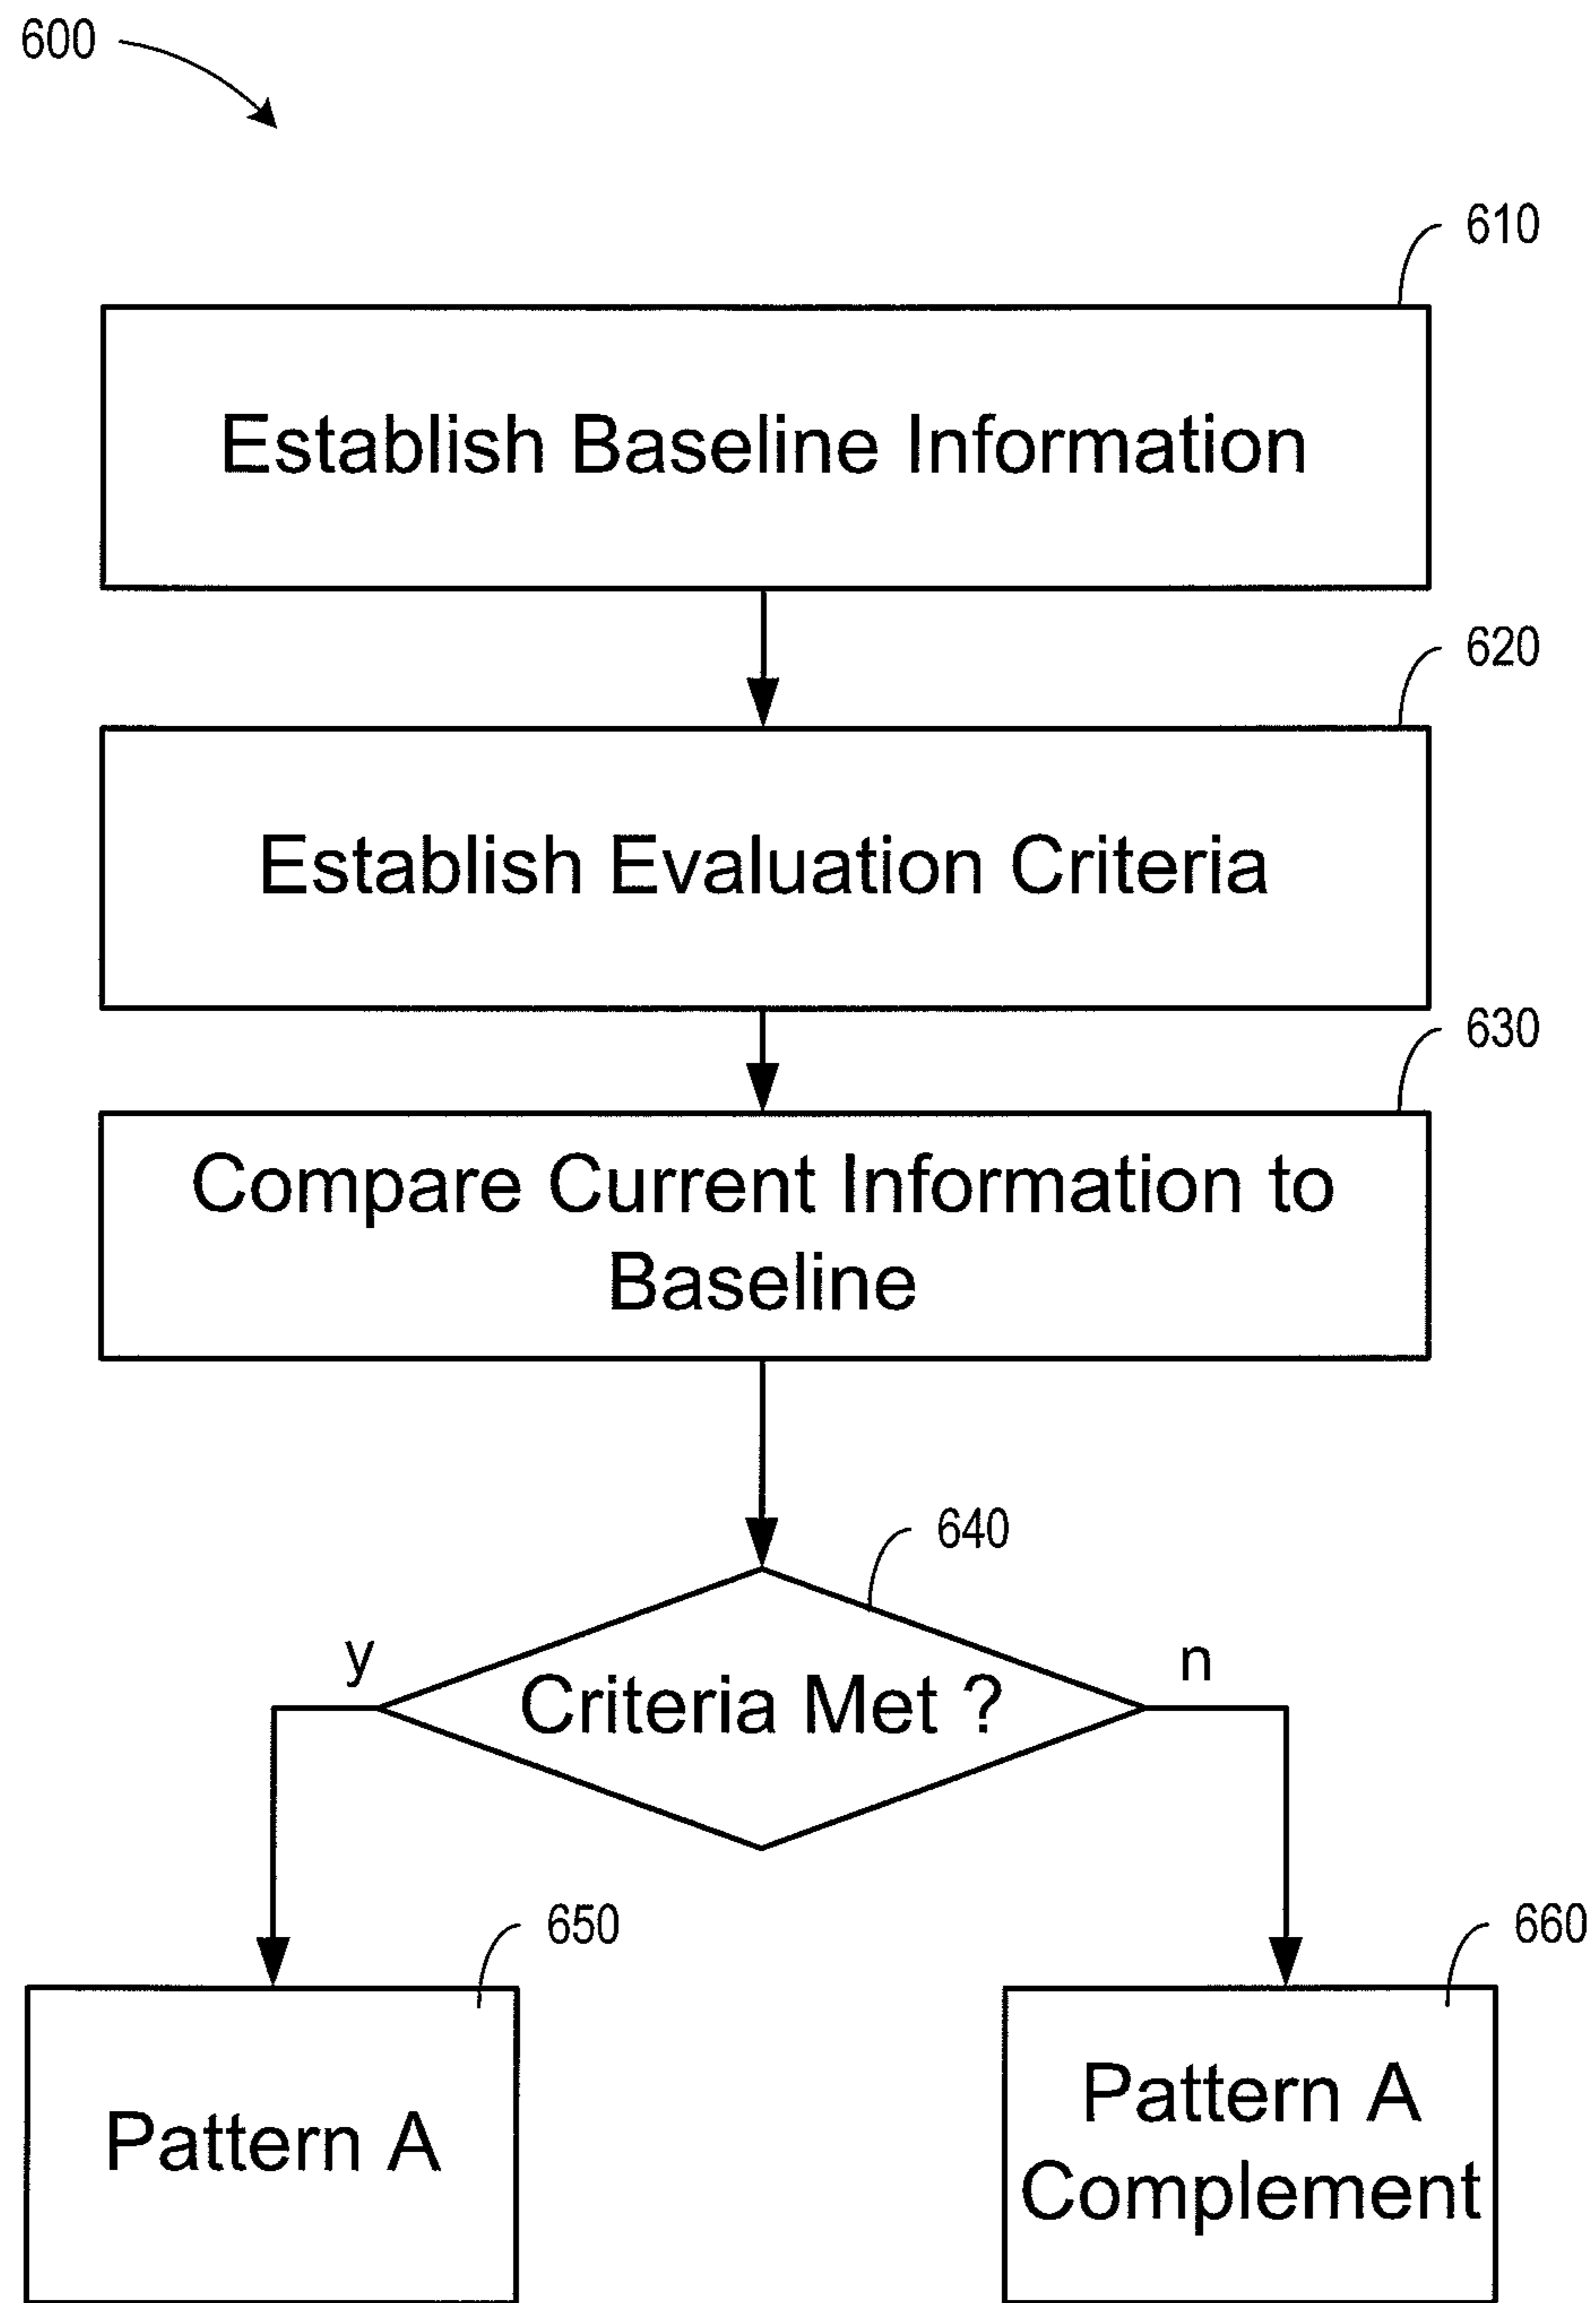 600
610
Establish Baseline Information
620
Establish Evaluation Criteria
630
Compare Current Information to
Baseline
640
y
n
Criteria Met ?
650
660
Pattern A
Pattern A
Complement